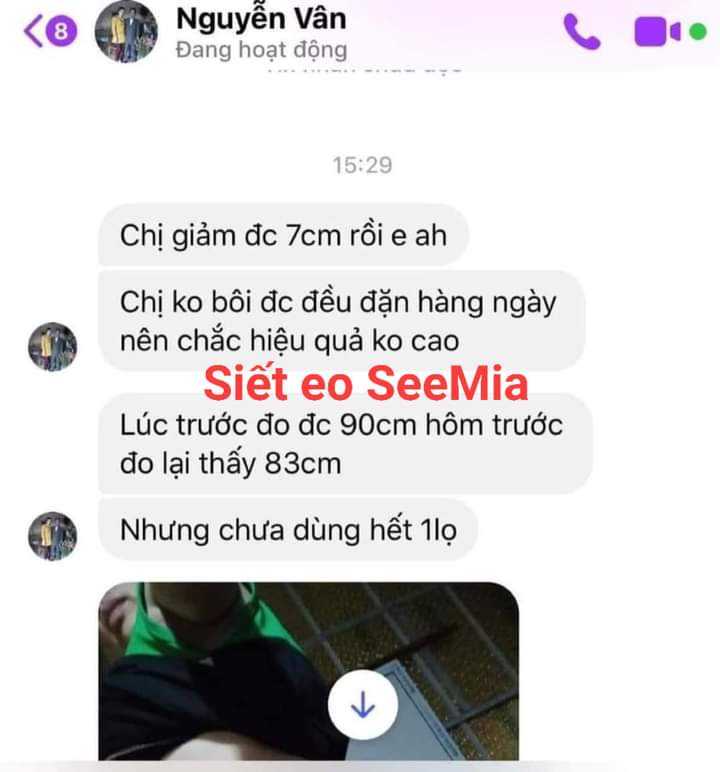 8
Nguyễn Vân
Đang hoạt động
15:29
Chị giảm đc 7cm rồi e ah
Chị ko bôi đc đều đặn hàng ngày
nên chắc hiệu quả ko cao
Siết eo SeeMia
Lúc trước đo đc 90cm hôm trước
đo lại thấy 83cm
Nhưng chưa dùng hết 1lọ